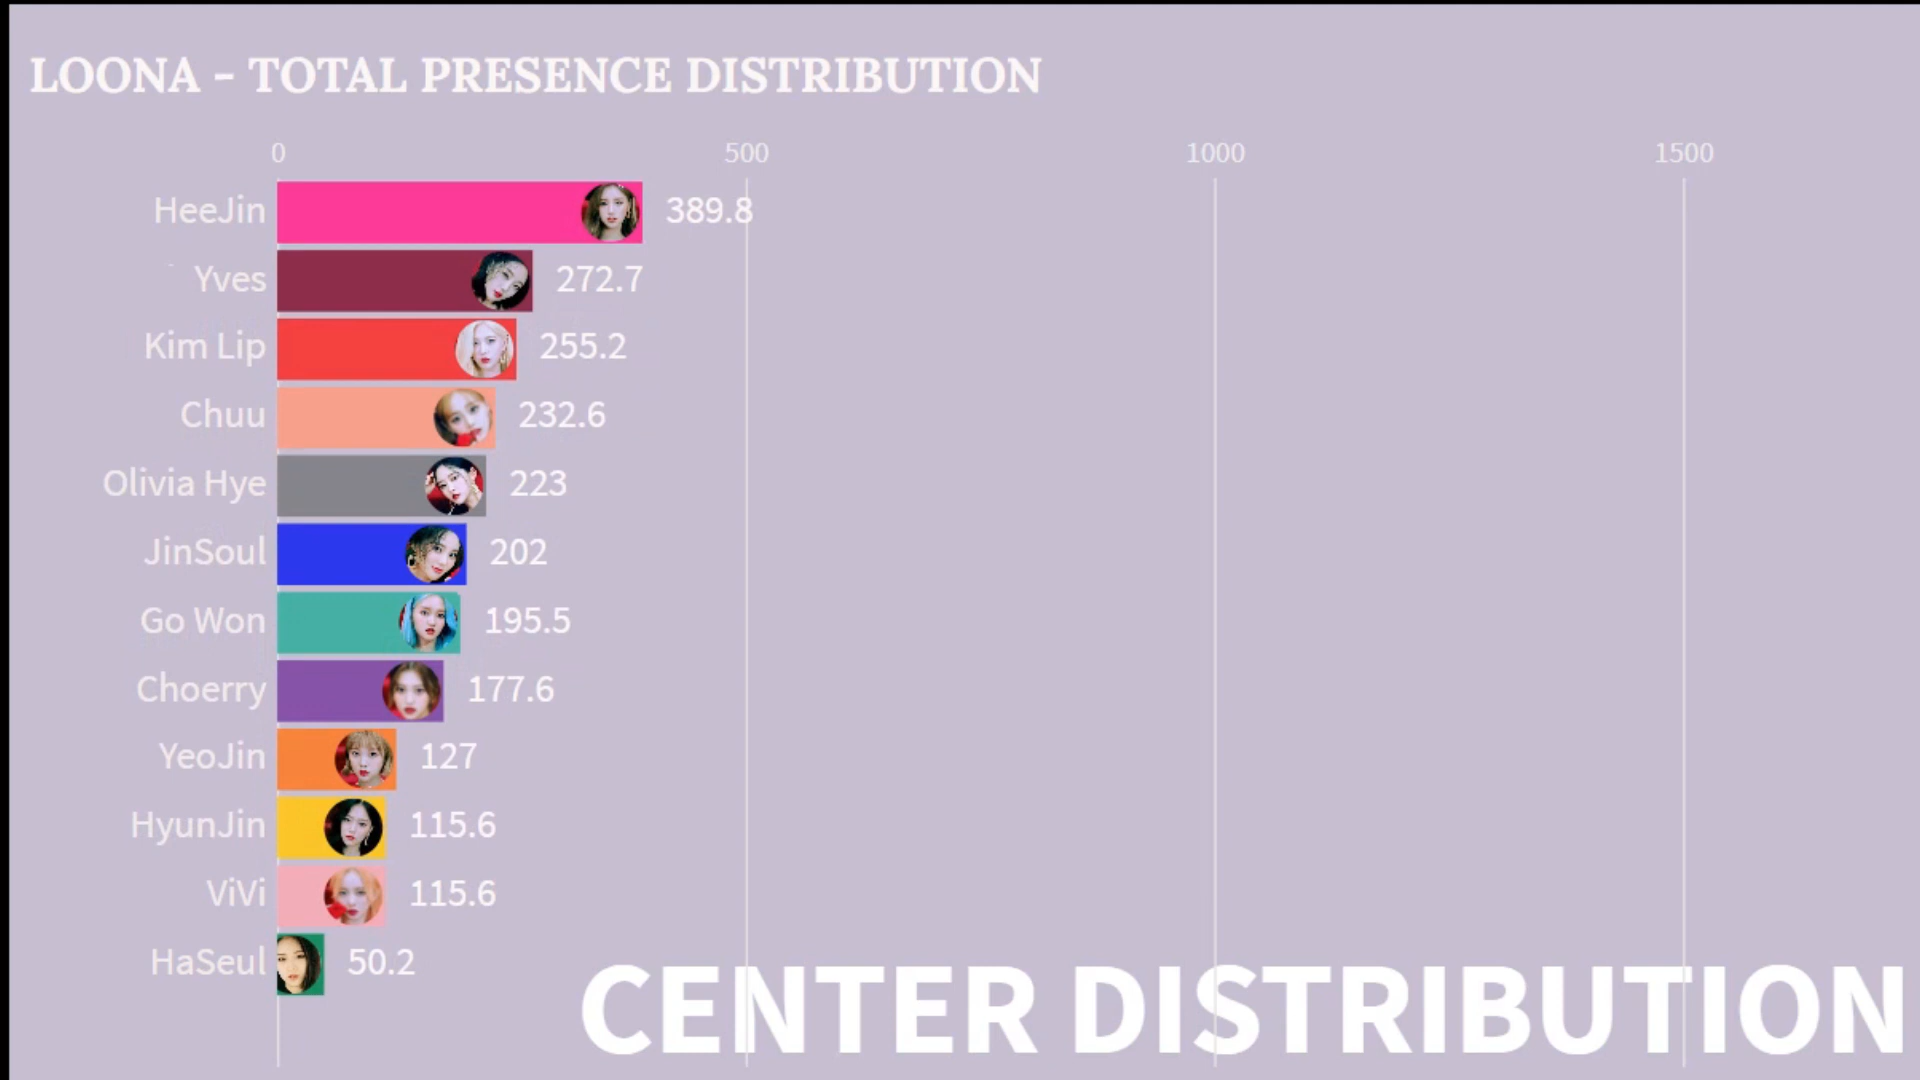 LOONA - TOTAL PRESENCE DISTRIBUTION
0 500 1000 1500
HeeJin 389.8
Yves 272.7
Kim Lip 255.2
Chuu 232.6
Olivia Hye 223
JinSoul 202
Go Won 195.5
Choerry 177.6
YeoJin 127
HyunJin 115.6
ViVi 115.6
HaSeul 50.2
CENTER DISTRIBUTION